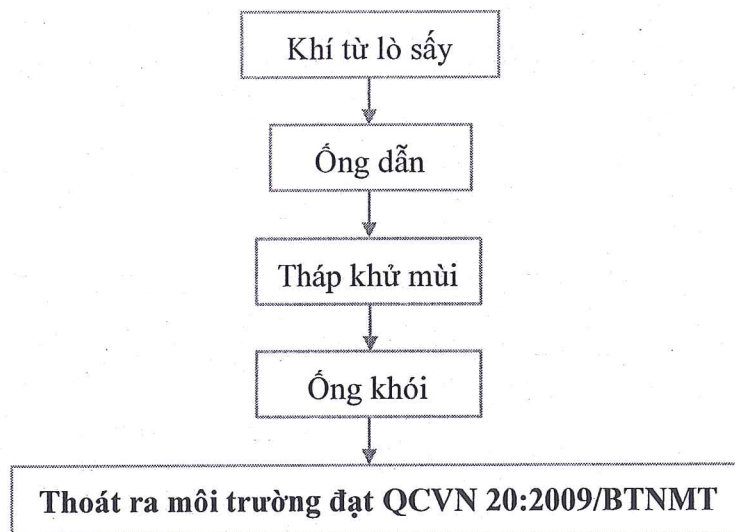 Khí từ lò sấy
Ống dẫn
Tháp khử mùi
Ống khói
Thoát ra môi trường đạt QCVN 20:2009/BTNMT